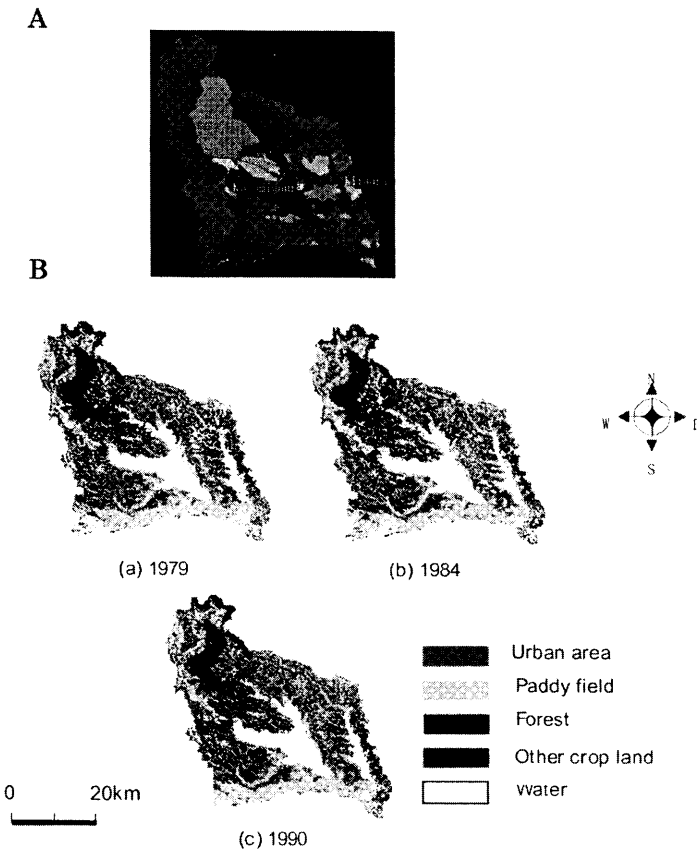 A
B
N
W E
S
(a) 1979
(b) 1984
Urban area
Paddy field
Forest
Other crop land
Water
0 20km
(c) 1990